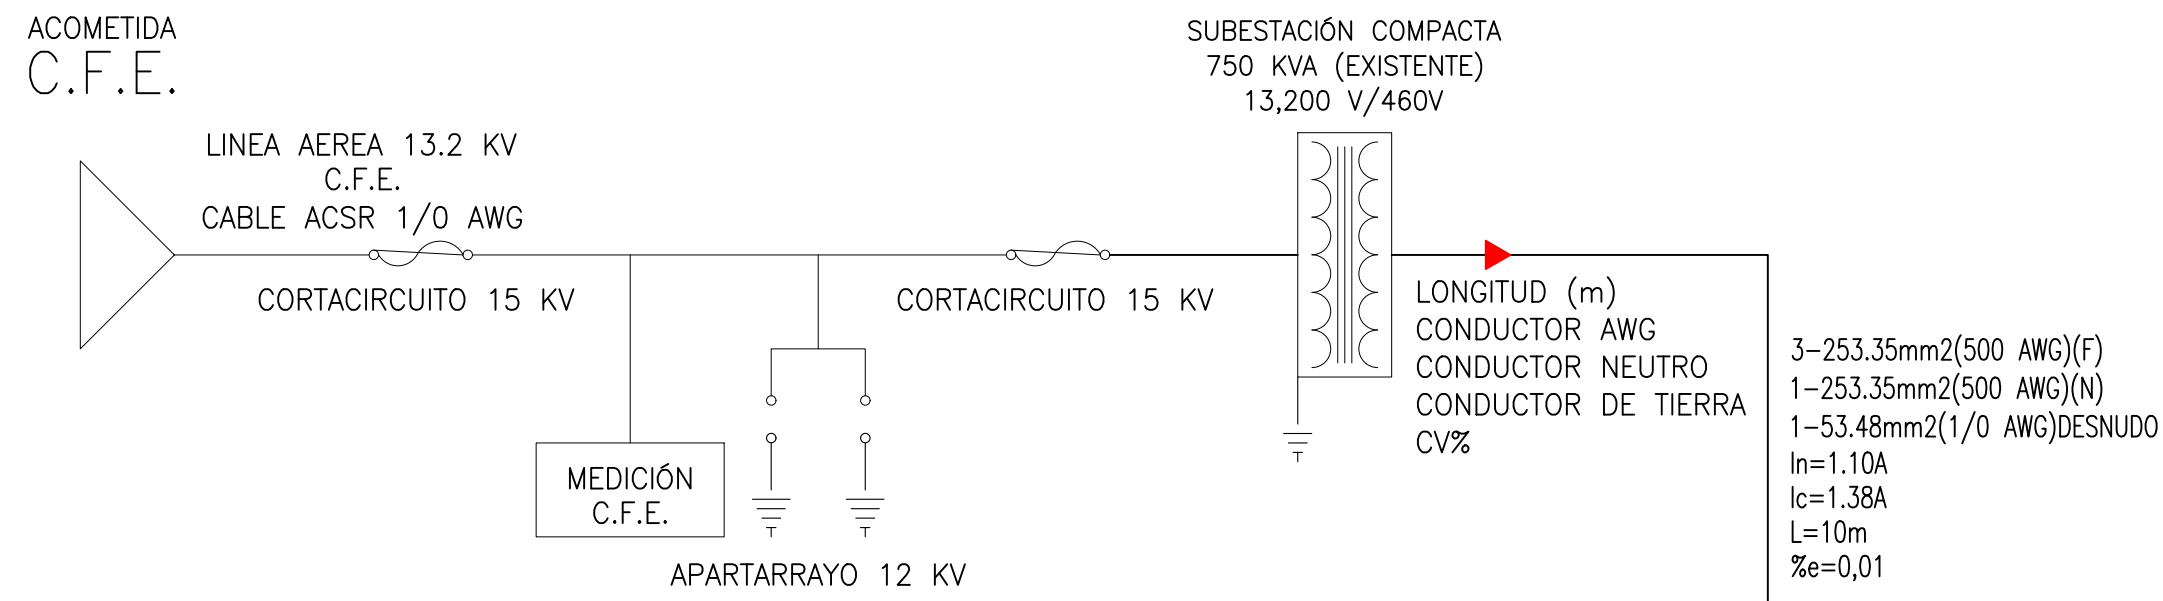 ACOMETIDA
C.F.E.
SUBESTACIÓN COMPACTA
750 KVA (EXISTENTE)
13,200 V/460V
LINEA AEREA 13.2 KV
C.F.E.
CABLE ACSR 1/0 AWG
CORTACIRCUITO 15 KV
CORTACIRCUITO 15 KV
LONGITUD (m)
CONDUCTOR AWG
CONDUCTOR NEUTRO
CONDUCTOR DE TIERRA
CV%
3-253.35mm2(500 AWG)(F)
1-253.35mm2(500 AWG)(N)
1-53.48mm2(1/0 AWG)DESNUDO
In=1.10A
Ic=1.38A
L=10m
%e=0,01
MEDICIÓN
C.F.E.
APARTARRAYO 12 KV